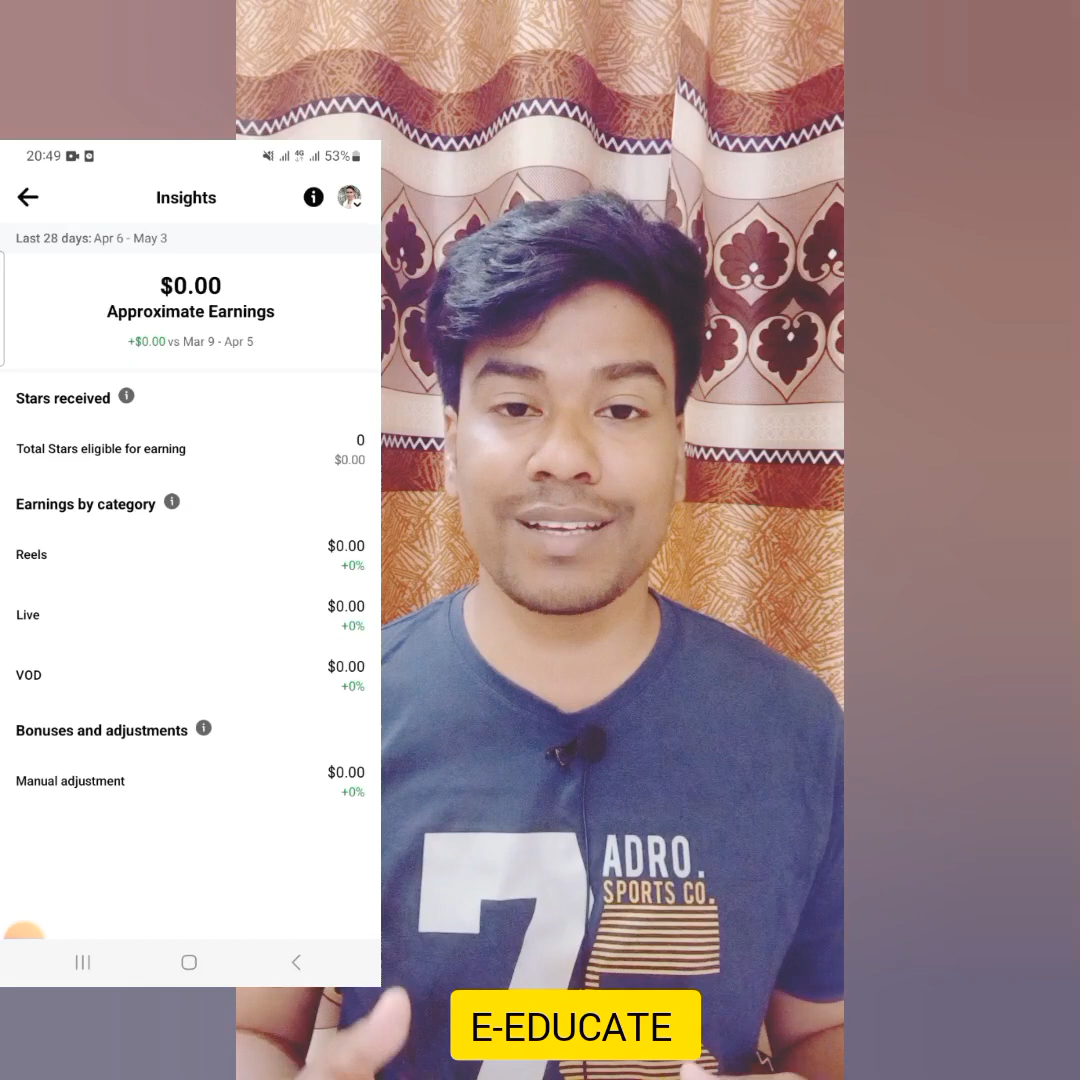 20:49
4G
53%
Insights
Last 28 days: Apr 6 - May 3
$0.00
Approximate Earnings
+$0.00 vs Mar 9 - Apr 5
Stars received
Total Stars eligible for earning
0
$0.00
Earnings by category
Reels
$0.00
+0%
Live
$0.00
+0%
VOD
$0.00
+0%
Bonuses and adjustments
Manual adjustment
$0.00
+0%
7
ADRO.
SPORTS CO.
E-EDUCATE